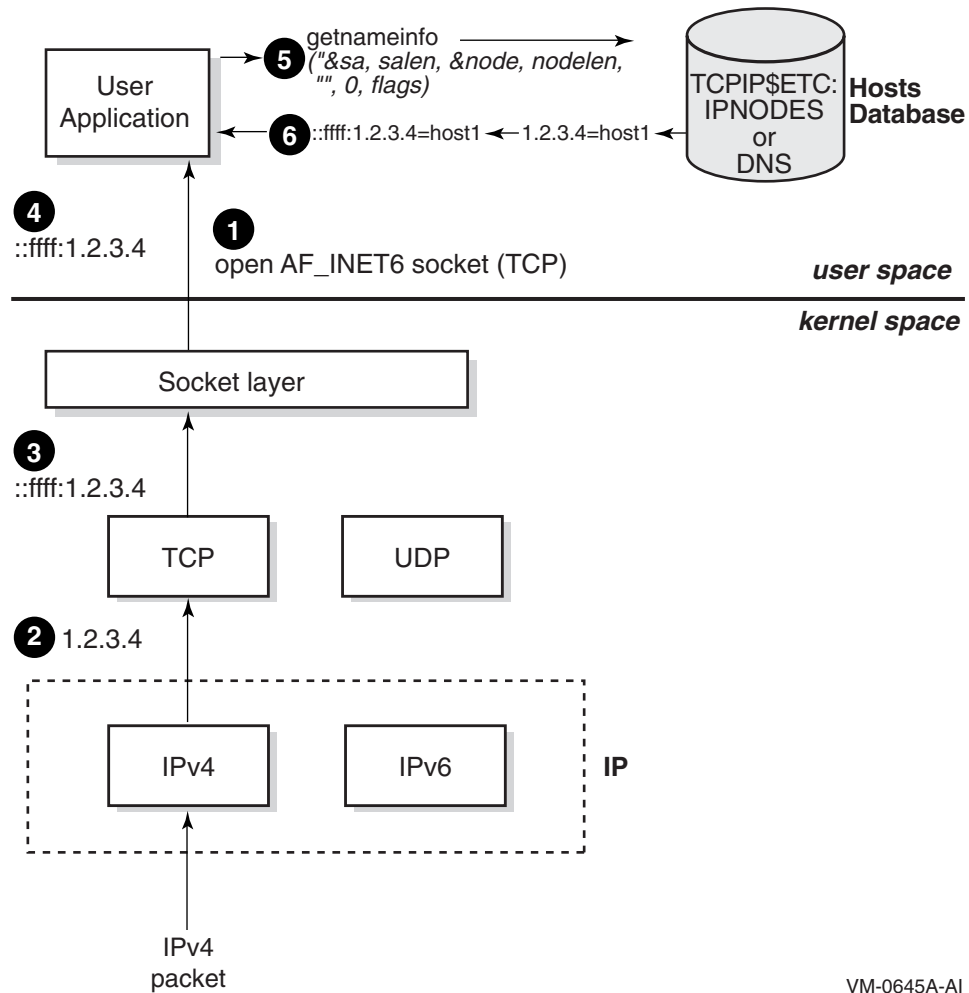 getnameinfo
5
("&sa, salen, &node, nodelen,
"", 0, flags)
User
Application
TCPIP$ETC:
IPNODES
or
DNS
Hosts
Database
6
::ffff:1.2.3.4=host1
1.2.3.4=host1
4
::ffff:1.2.3.4
1
open AF_INET6 socket (TCP)
user space
kernel space
Socket layer
3
::ffff:1.2.3.4
TCP
UDP
2 1.2.3.4
IPv4
IPv6
IP
IPv4
packet
VM-0645A-AI